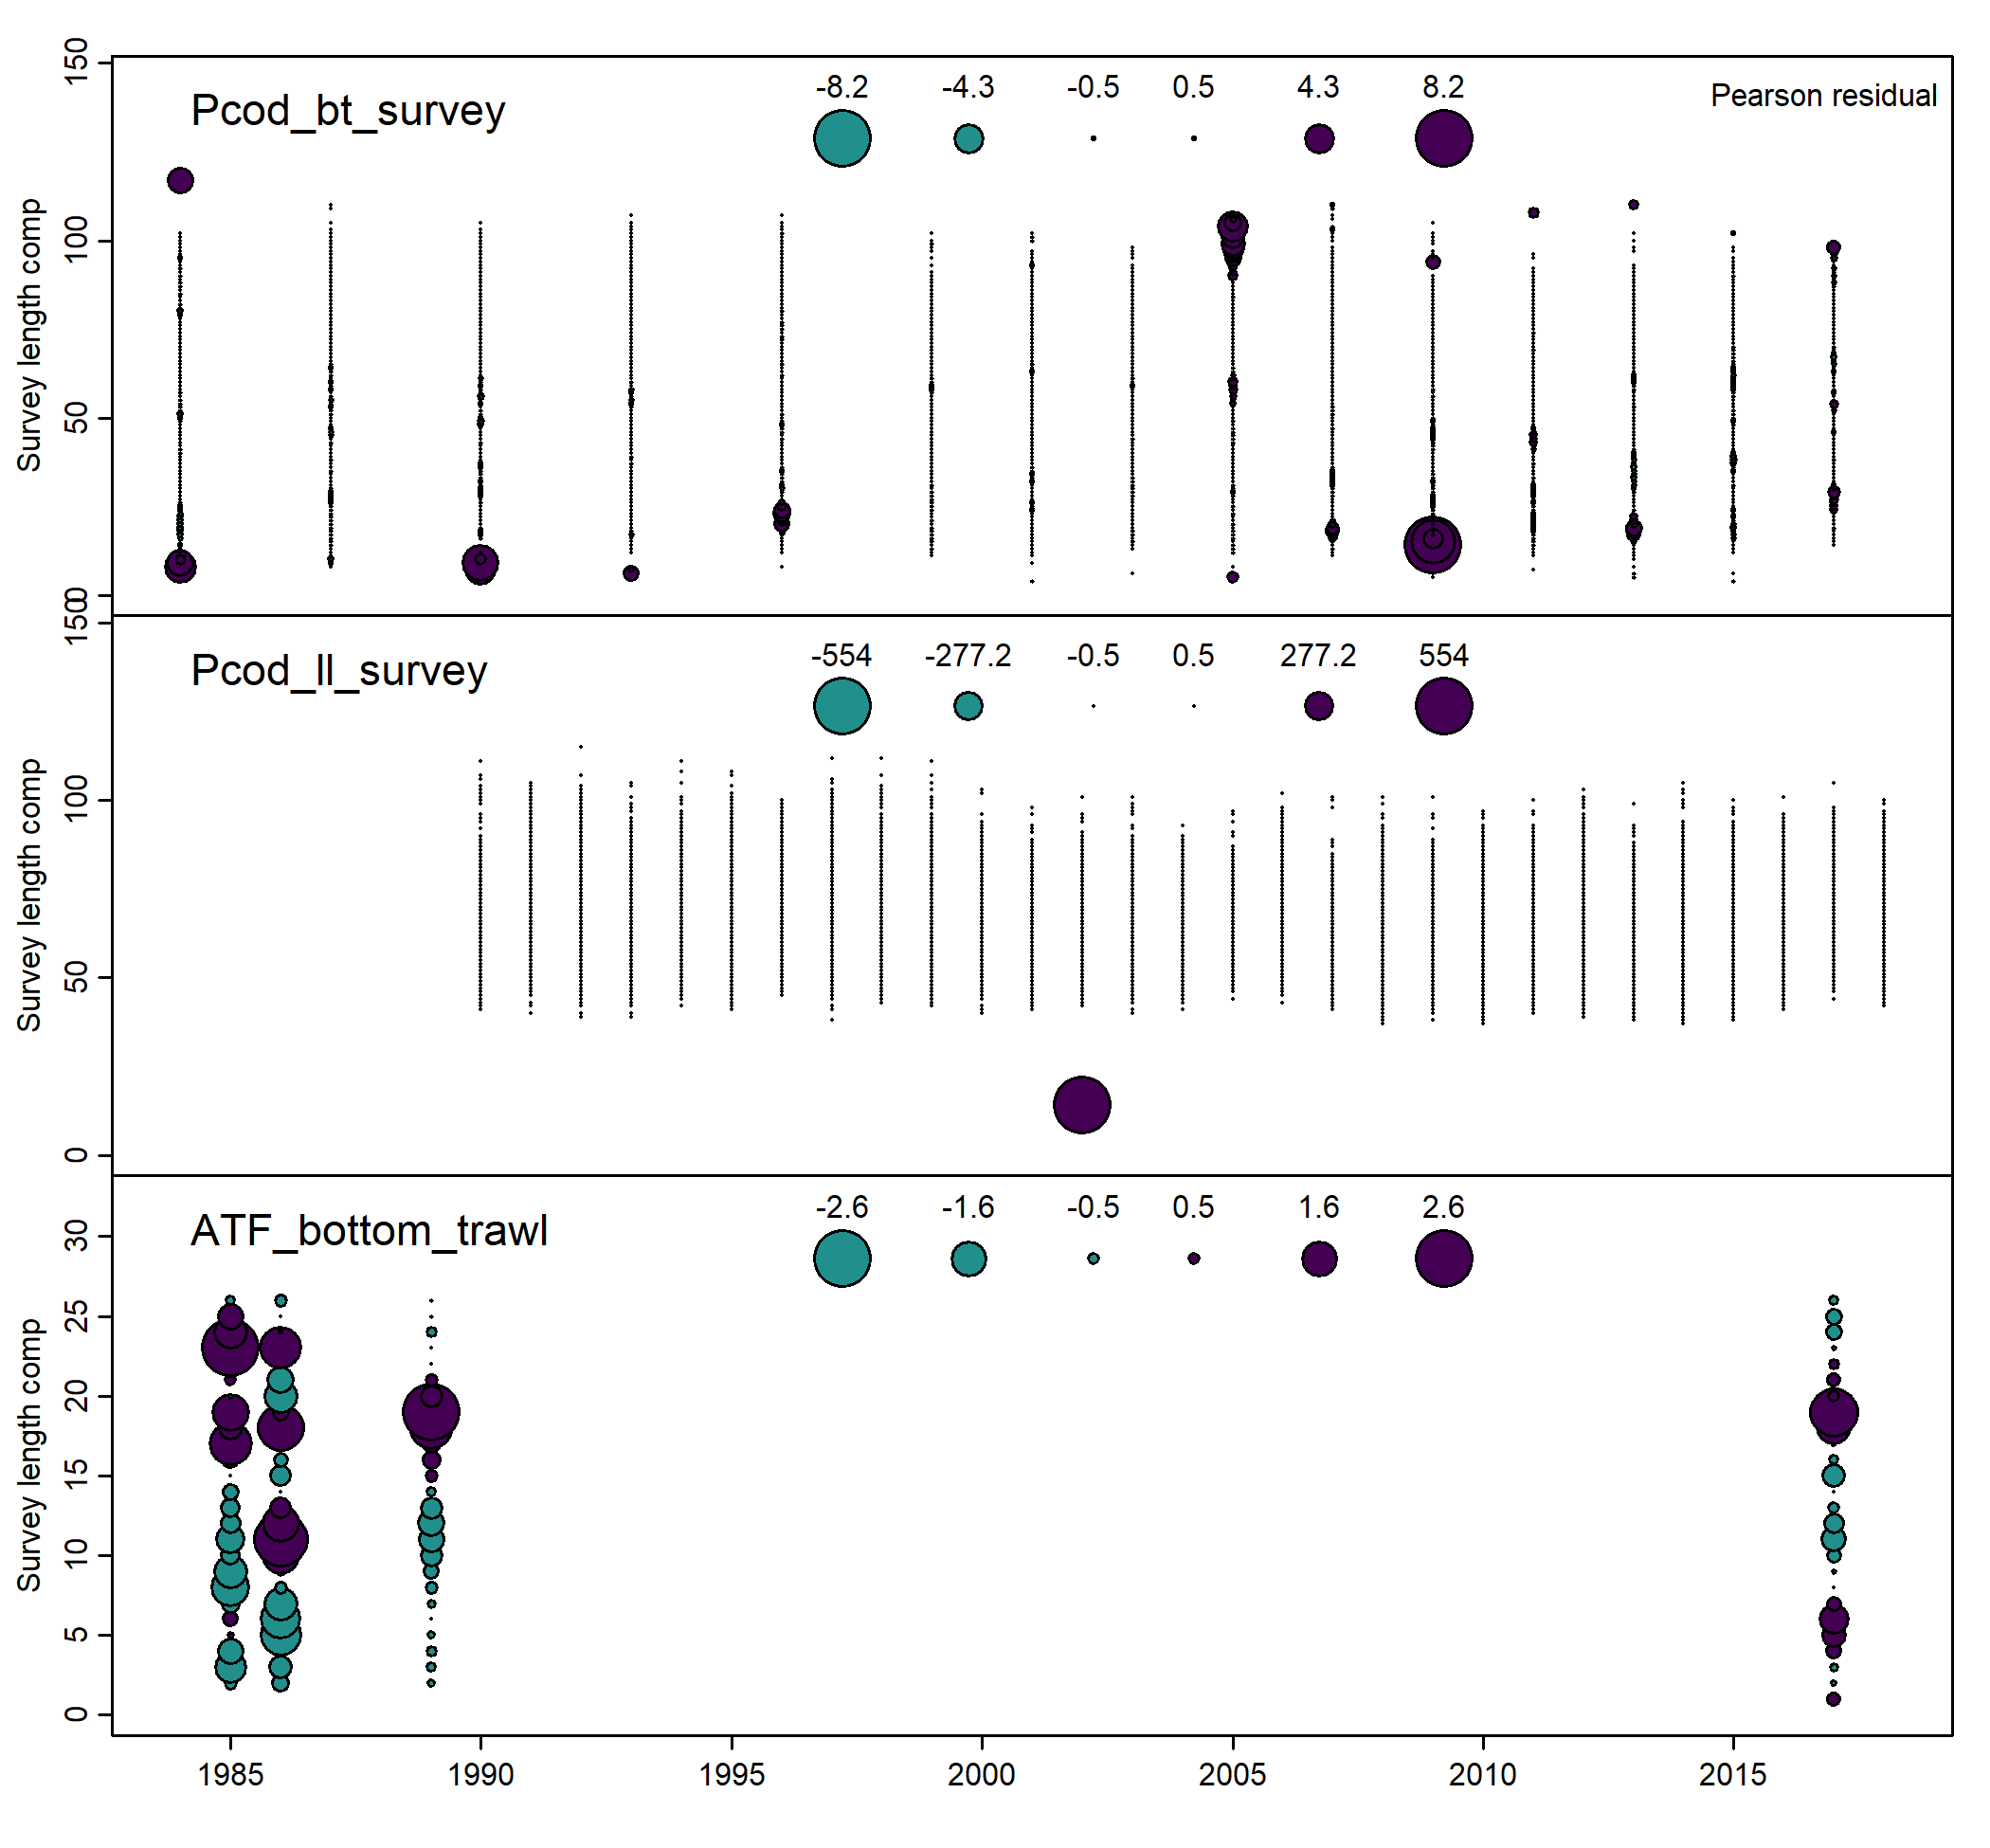 Pcod_bt_survey
-8.2 -4.3 -0.5 0.5 4.3 8.2
Pearson residual
Survey length comp
150
100
50
0
Pcod_ll_survey
-554 -277.2 -0.5 0.5 277.2 554
Survey length comp
150
100
50
0
ATF_bottom_trawl
-2.6 -1.6 -0.5 0.5 1.6 2.6
Survey length comp
30
25
20
15
10
5
0
1985 1990 1995 2000 2005 2010 2015